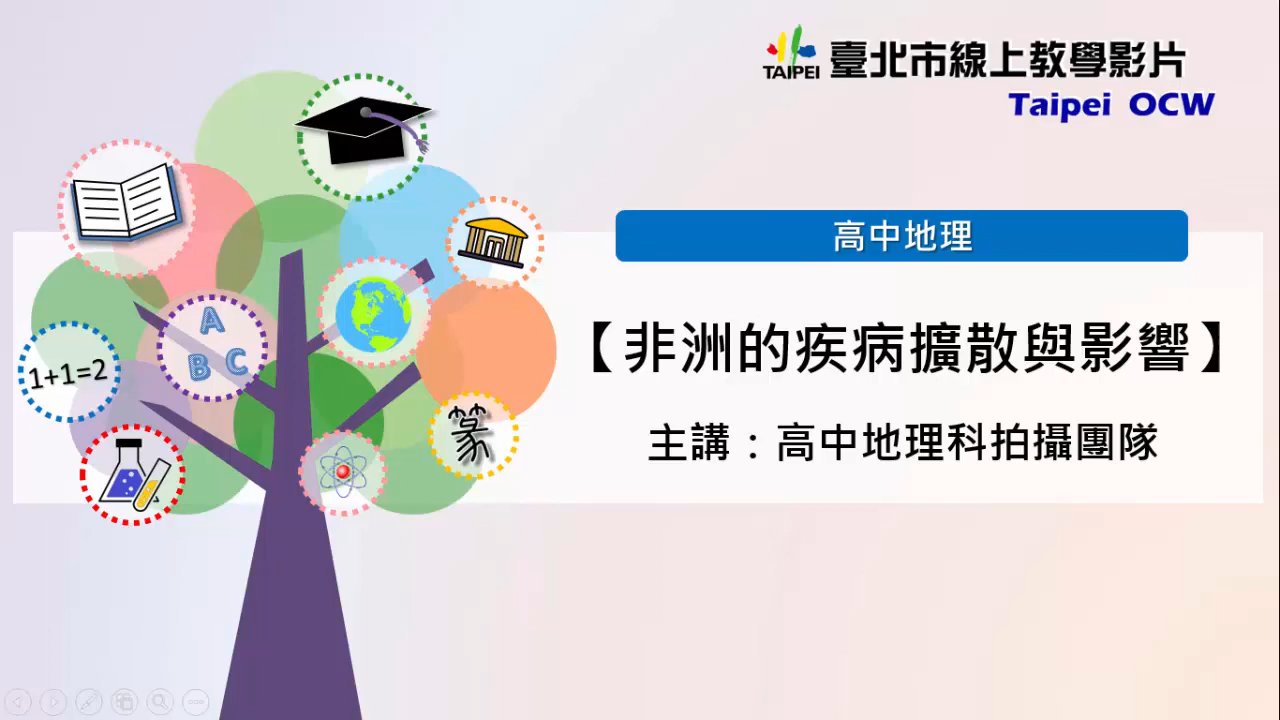 TAIPEI 臺北市線上教學影片
Taipei OCW
高中地理
【非洲的疾病擴散與影響】
主講：高中地理科拍攝團隊
A
B C
1+1=2
篆